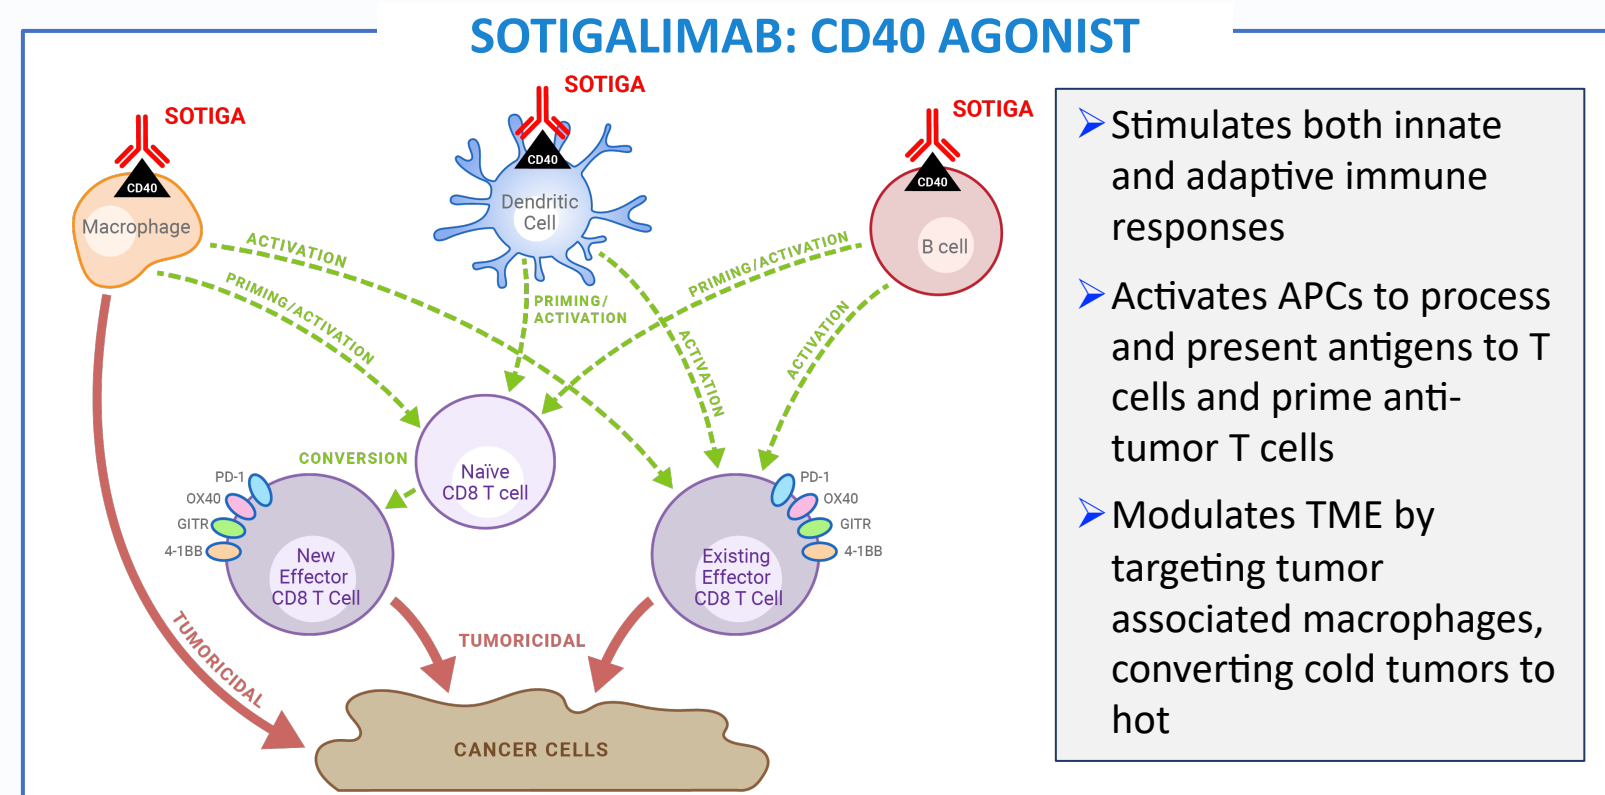 SOTIGALIMAB: CD40 AGONIST
SOTIGA
CD40
Macrophage
SOTIGA
CD40
Dendritic
Cell
SOTIGA
CD40
B cell
ACTIVATION
PRIMING/ACTIVATION
PRIMING/
ACTIVATION
ACTIVATION
PRIMING/ACTIVATION
ACTIVATION
CONVERSION
Naïve
CD8 T cell
PD-1
OX40
GITR
4-1BB
New
Effector
CD8 T Cell
Existing
Effector
CD8 T Cell
PD-1
OX40
GITR
4-1BB
TUMORICIDAL
TUMORICIDAL
CANCER CELLS
Stimulates both innate
and adaptive immune
responses
Activates APCs to process
and present antigens to T
cells and prime anti-
tumor T cells
Modulates TME by
targeting tumor
associated macrophages,
converting cold tumors to
hot